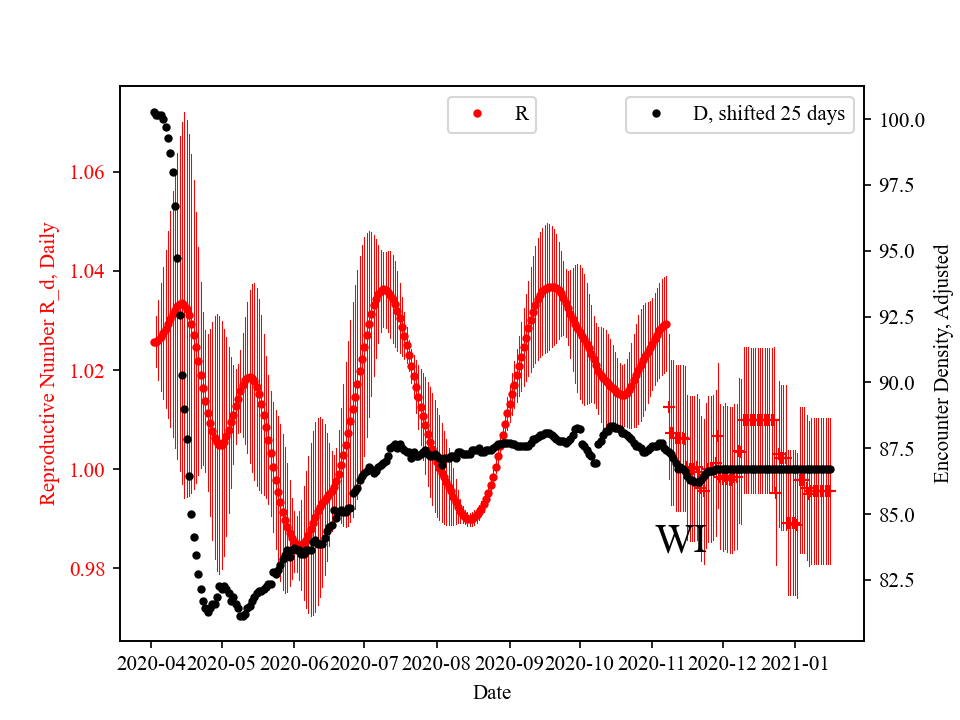 R
D, shifted 25 days
Reproductive Number R_d, Daily
1.06
1.04
1.02
1.00
0.98
100.0
97.5
95.0
92.5
90.0
87.5
85.0
82.5
Encounter Density, Adjusted
WI
2020-04 2020-05 2020-06 2020-07 2020-08 2020-09 2020-10 2020-11 2020-12 2021-01
Date